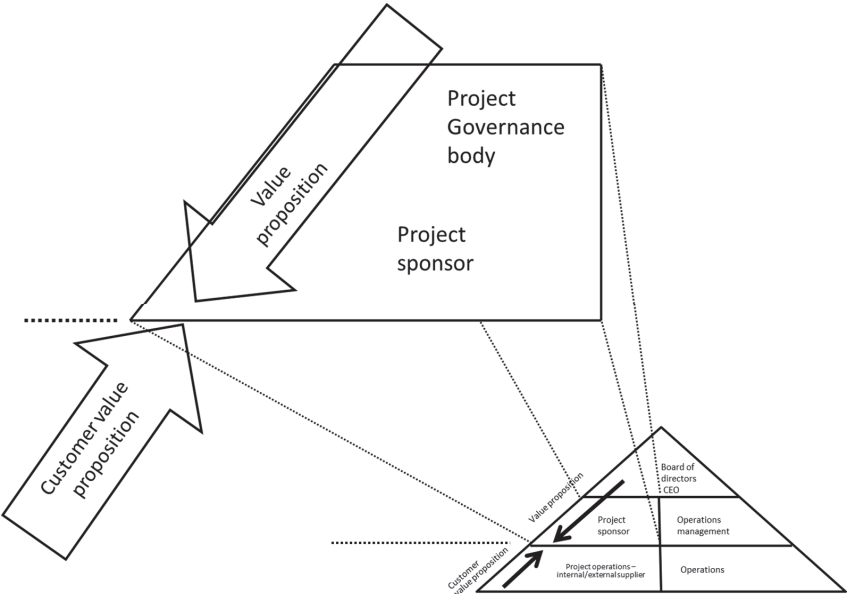 Project
Governance
body
Value
proposition
Project
sponsor
Customer value
proposition
Board of
directors
CEO
Value proposition
Project
sponsor
Operations
management
Customer
value proposition
Project operations –
internal/external supplier
Operations